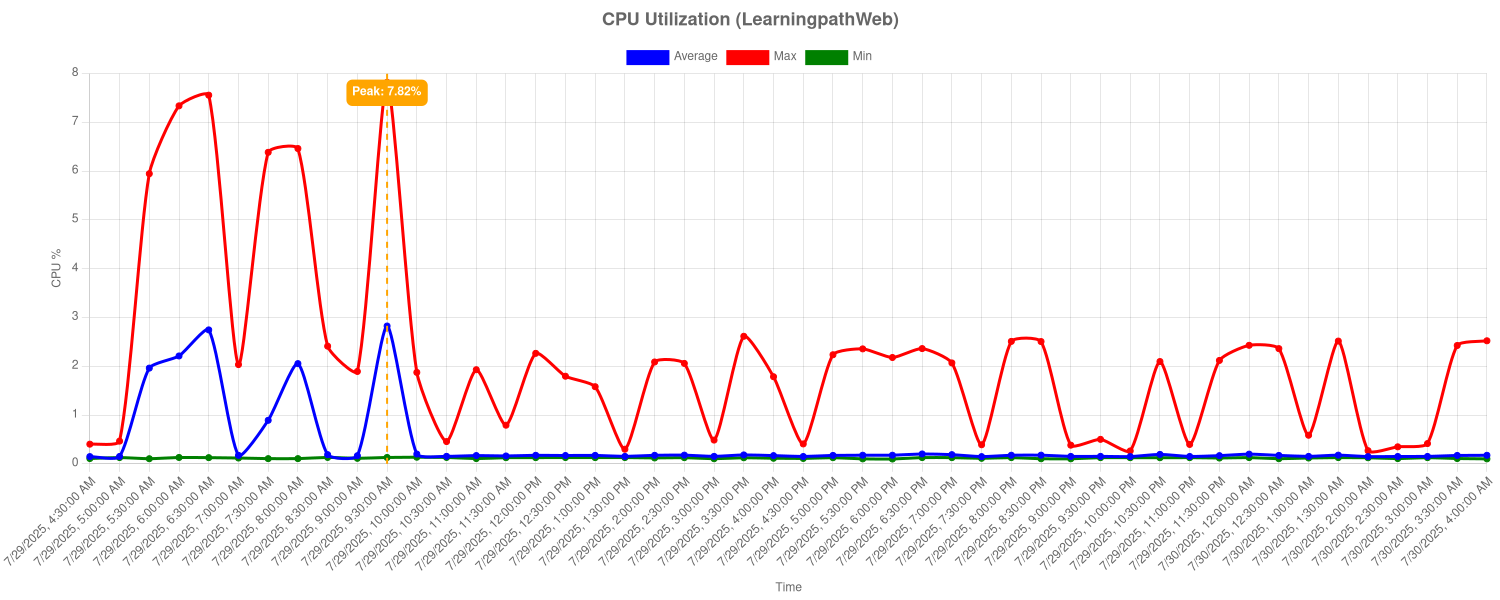 CPU Utilization (LearningpathWeb)
Average Max Min
Peak: 7.82%
8
7
6
5
4
3
2
1
0
CPU %
7/29/2025, 4:30:00 AM
7/29/2025, 5:00:00 AM
7/29/2025, 5:30:00 AM
7/29/2025, 6:00:00 AM
7/29/2025, 6:30:00 AM
7/29/2025, 7:00:00 AM
7/29/2025, 7:30:00 AM
7/29/2025, 8:00:00 AM
7/29/2025, 8:30:00 AM
7/29/2025, 9:00:00 AM
7/29/2025, 9:30:00 AM
7/29/2025, 10:00:00 AM
7/29/2025, 10:30:00 AM
7/29/2025, 11:00:00 AM
7/29/2025, 11:30:00 AM
7/29/2025, 12:00:00 PM
7/29/2025, 12:30:00 PM
7/29/2025, 1:00:00 PM
7/29/2025, 1:30:00 PM
7/29/2025, 2:00:00 PM
7/29/2025, 2:30:00 PM
7/29/2025, 3:00:00 PM
7/29/2025, 3:30:00 PM
7/29/2025, 4:00:00 PM
7/29/2025, 4:30:00 PM
7/29/2025, 5:00:00 PM
7/29/2025, 5:30:00 PM
7/29/2025, 6:00:00 PM
7/29/2025, 6:30:00 PM
7/29/2025, 7:00:00 PM
7/29/2025, 7:30:00 PM
7/29/2025, 8:00:00 PM
7/29/2025, 8:30:00 PM
7/29/2025, 9:00:00 PM
7/29/2025, 9:30:00 PM
7/29/2025, 10:00:00 PM
7/29/2025, 10:30:00 PM
7/29/2025, 11:00:00 PM
7/29/2025, 11:30:00 PM
7/30/2025, 12:00:00 AM
7/30/2025, 12:30:00 AM
7/30/2025, 1:00:00 AM
7/30/2025, 1:30:00 AM
7/30/2025, 2:00:00 AM
7/30/2025, 2:30:00 AM
7/30/2025, 3:00:00 AM
7/30/2025, 3:30:00 AM
7/30/2025, 4:00:00 AM
Time